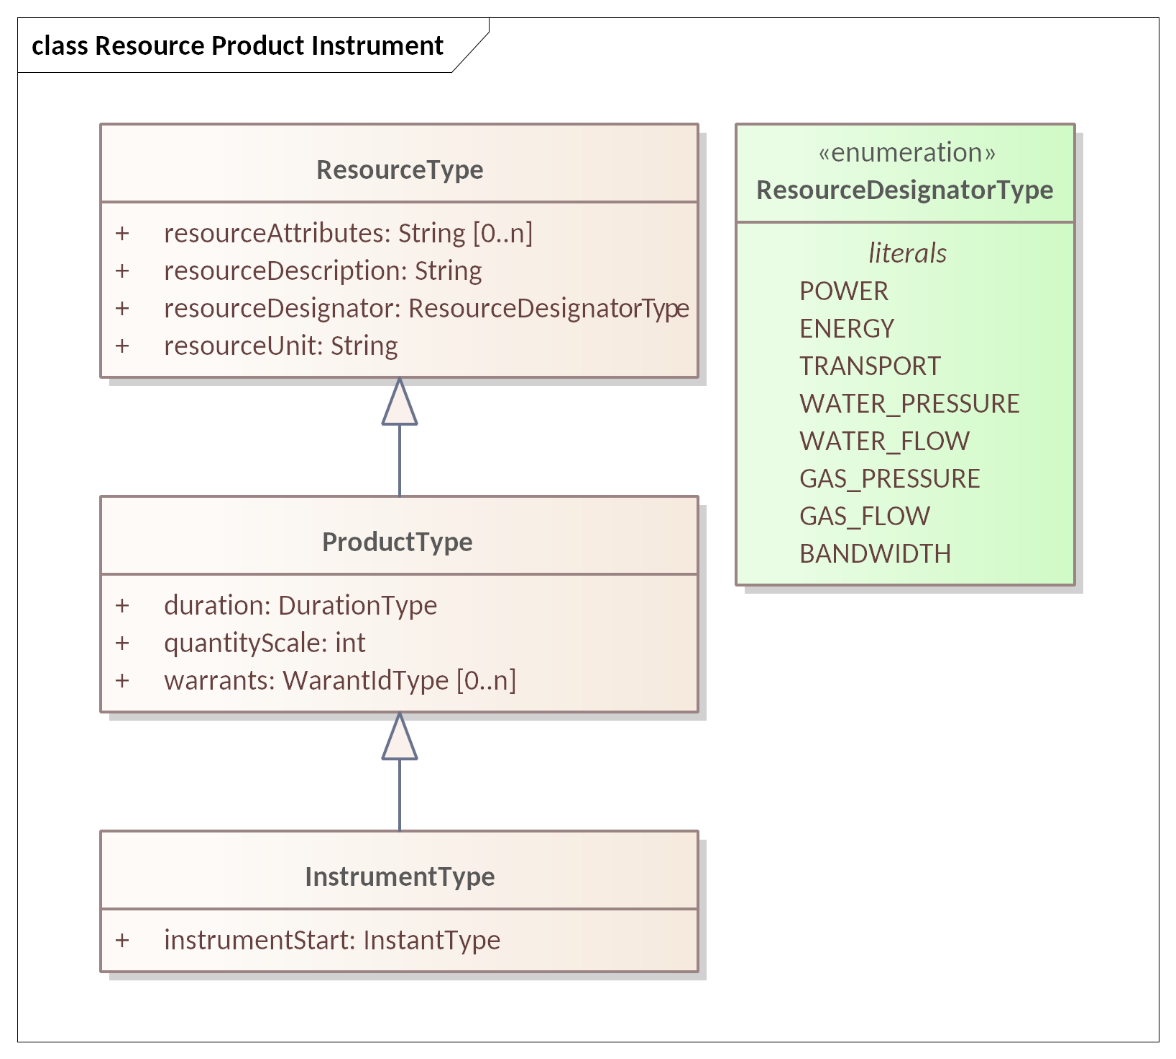 class Resource Product Instrument
ResourceType
+ resourceAttributes: String [0..n]
+ resourceDescription: String
+ resourceDesignator: ResourceDesignatorType
+ resourceUnit: String
«enumeration»
ResourceDesignatorType
literals
POWER
ENERGY
TRANSPORT
WATER_PRESSURE
WATER_FLOW
GAS_PRESSURE
GAS_FLOW
BANDWIDTH
ProductType
+ duration: DurationType
+ quantityScale: int
+ warrants: WarantIdType [0..n]
InstrumentType
+ instrumentStart: InstantType